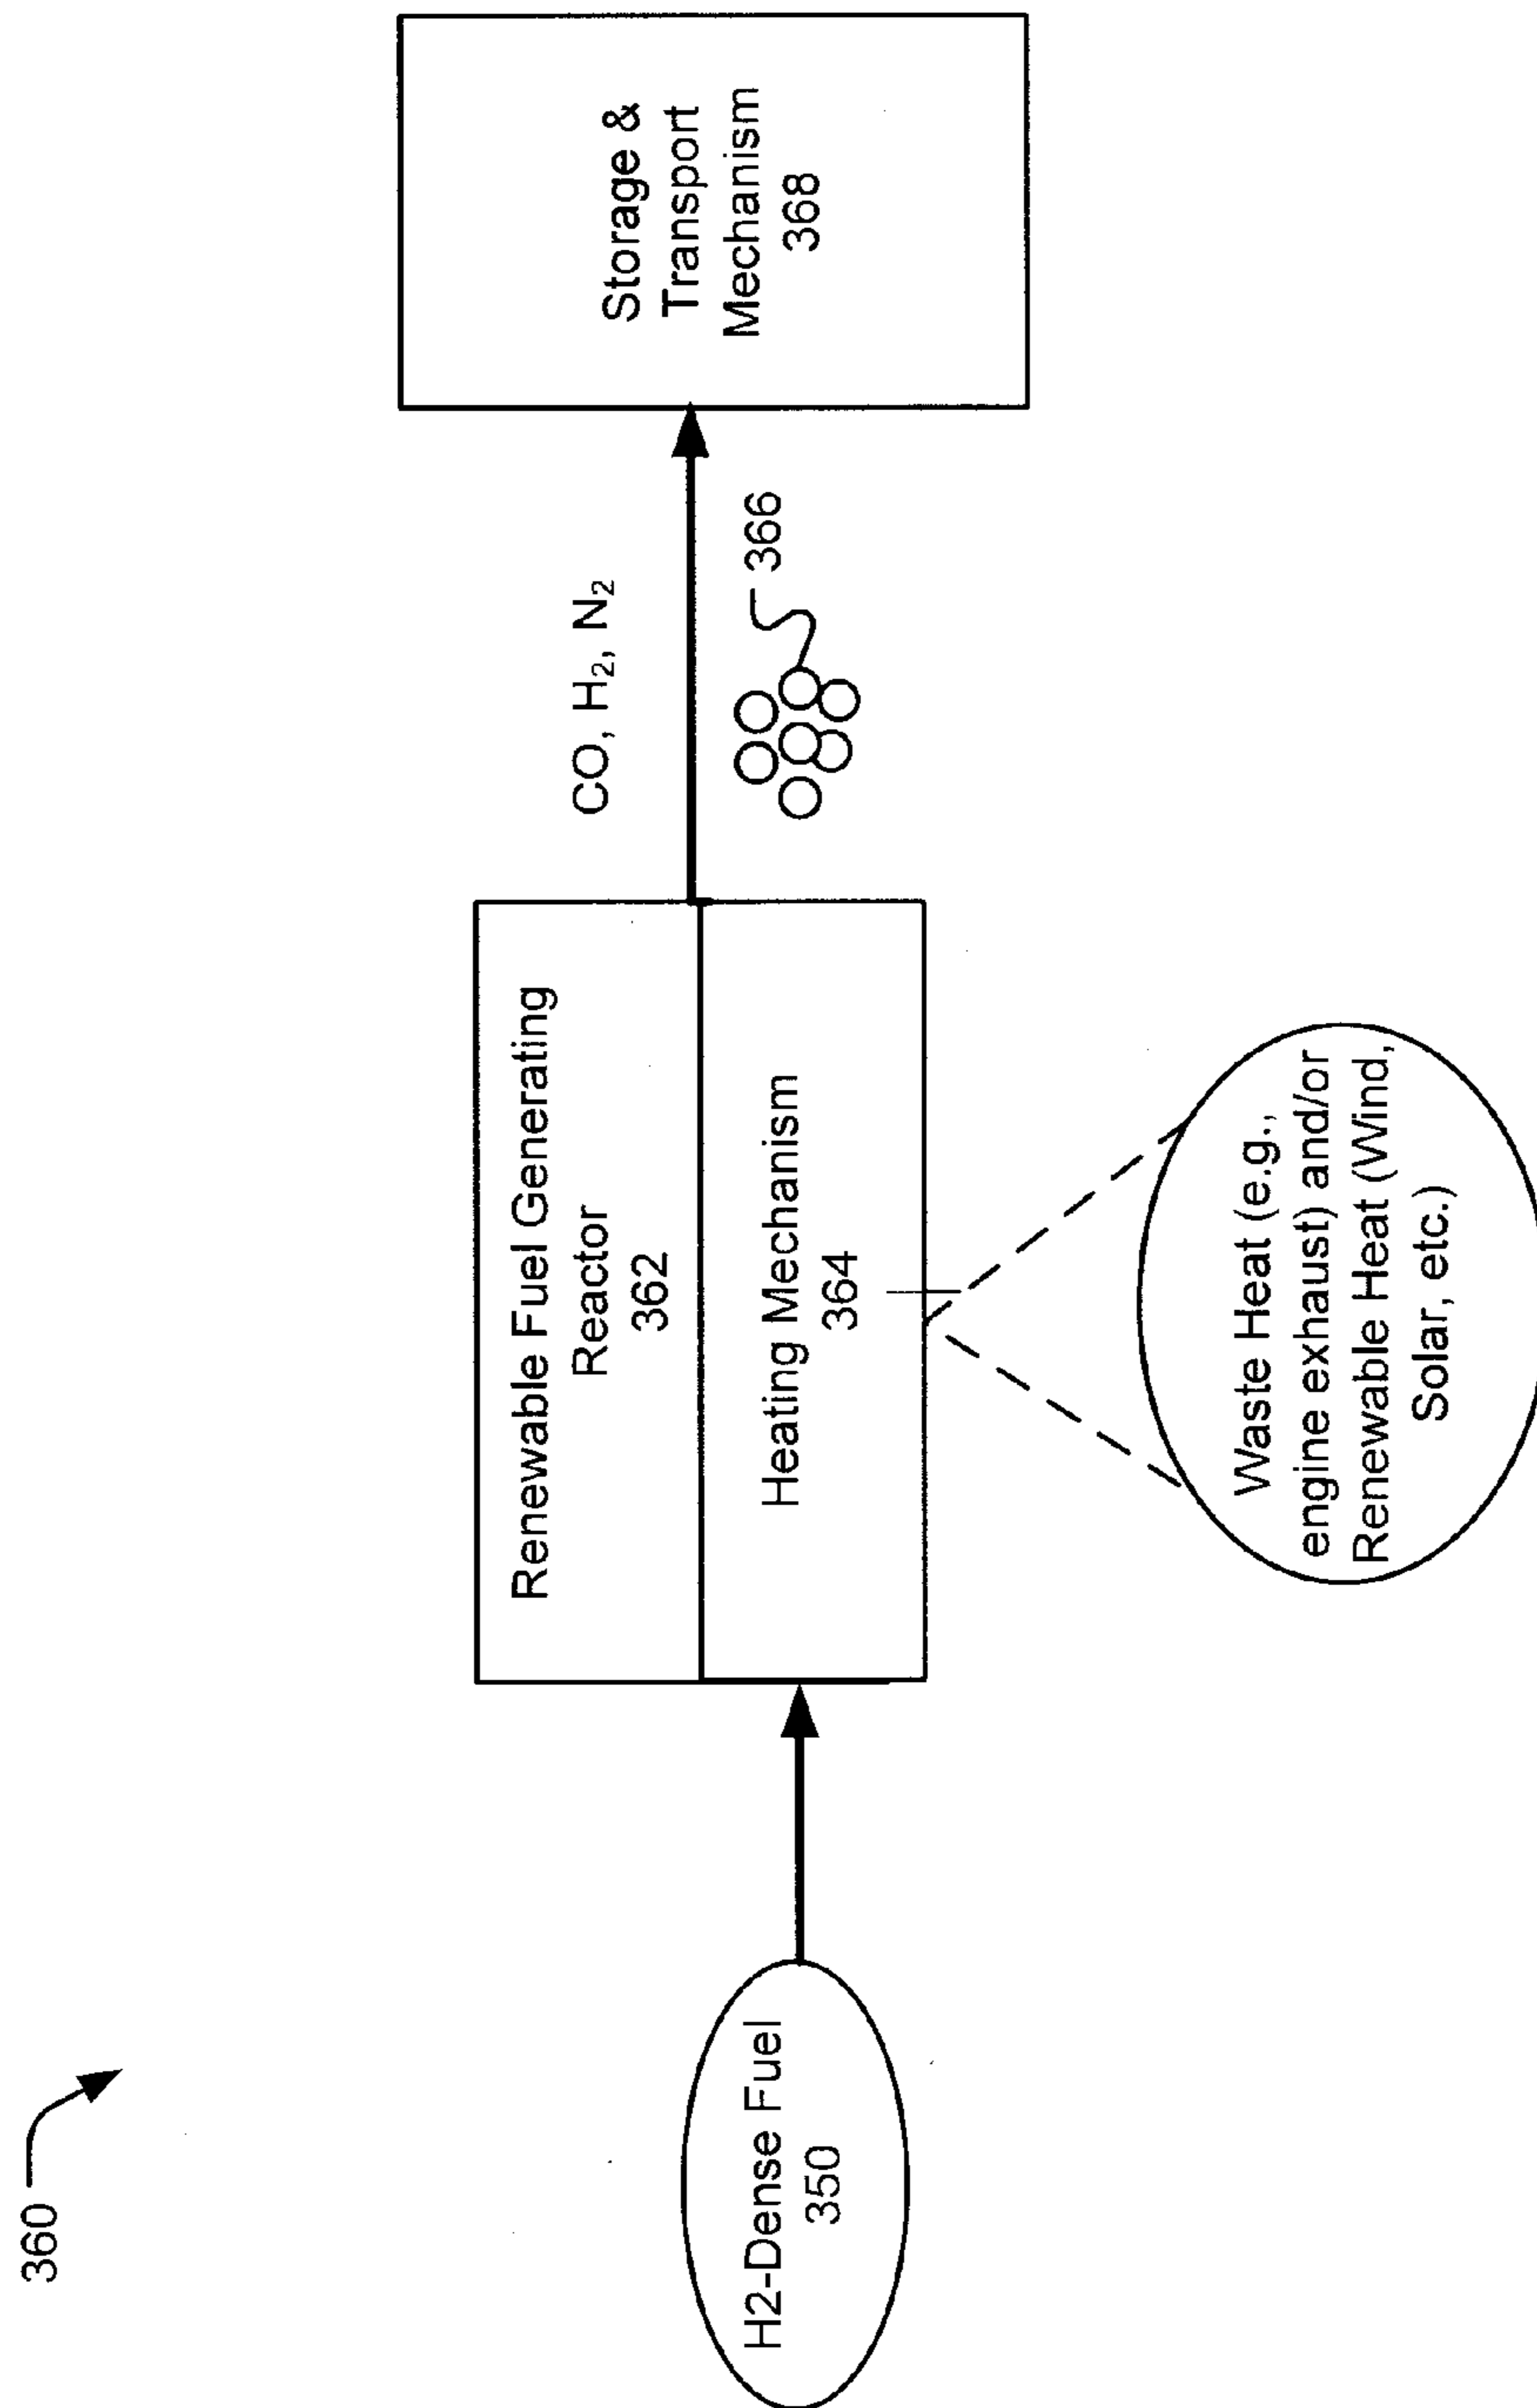 360
H2-Dense Fuel
350
Renewable Fuel Generating
Reactor
362
Heating Mechanism
364
Waste Heat (e.g.,
engine exhaust) and/or
Renewable Heat (Wind,
Solar, etc.)
CO, H₂, N₂
366
Storage &
Transport
Mechanism
368